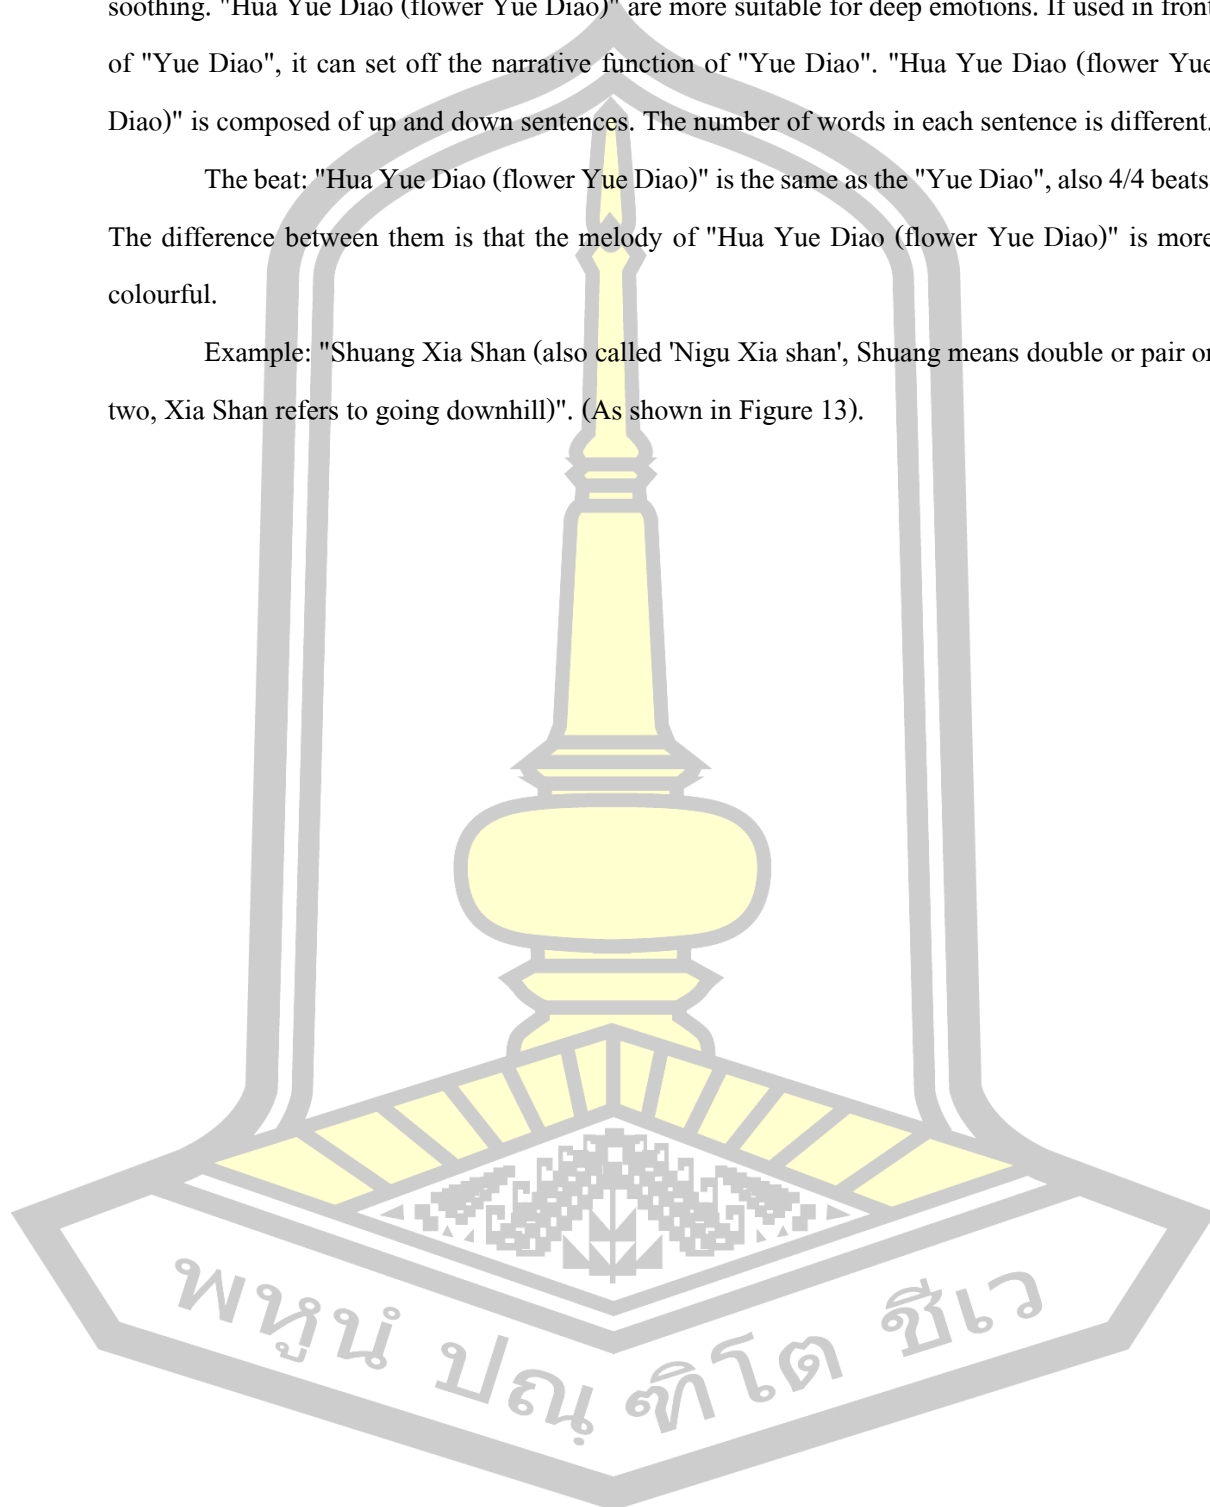 soothing. "Hua Yue Diao (flower Yue Diao)" are more suitable for deep emotions. If used in front
of "Yue Diao", it can set off the narrative function of "Yue Diao". "Hua Yue Diao (flower Yue
Diao)" is composed of up and down sentences. The number of words in each sentence is different.
The beat: "Hua Yue Diao (flower Yue Diao)" is the same as the "Yue Diao", also 4/4 beats
The difference between them is that the melody of "Hua Yue Diao (flower Yue Diao)" is more
colourful.
Example: "Shuang Xia Shan (also called 'Nigu Xia shan', Shuang means double or pair or
two, Xia Shan refers to going downhill)". (As shown in Figure 13).
พหูนํ ปณฺฑิโต ชีเว